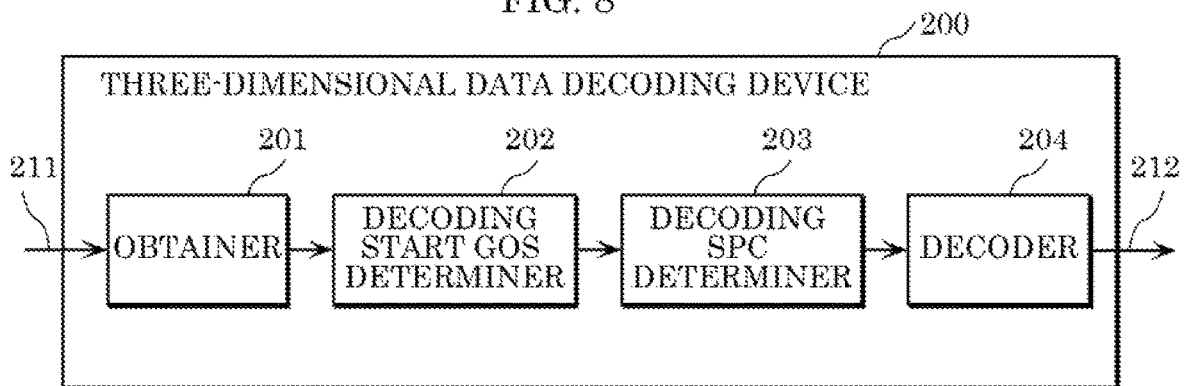 FIG. 8
200
THREE-DIMENSIONAL DATA DECODING DEVICE
201
202
203
204
211
212
OBTAINER
DECODING
START GOS
DETERMINER
DECODING
SPC
DETERMINER
DECODER